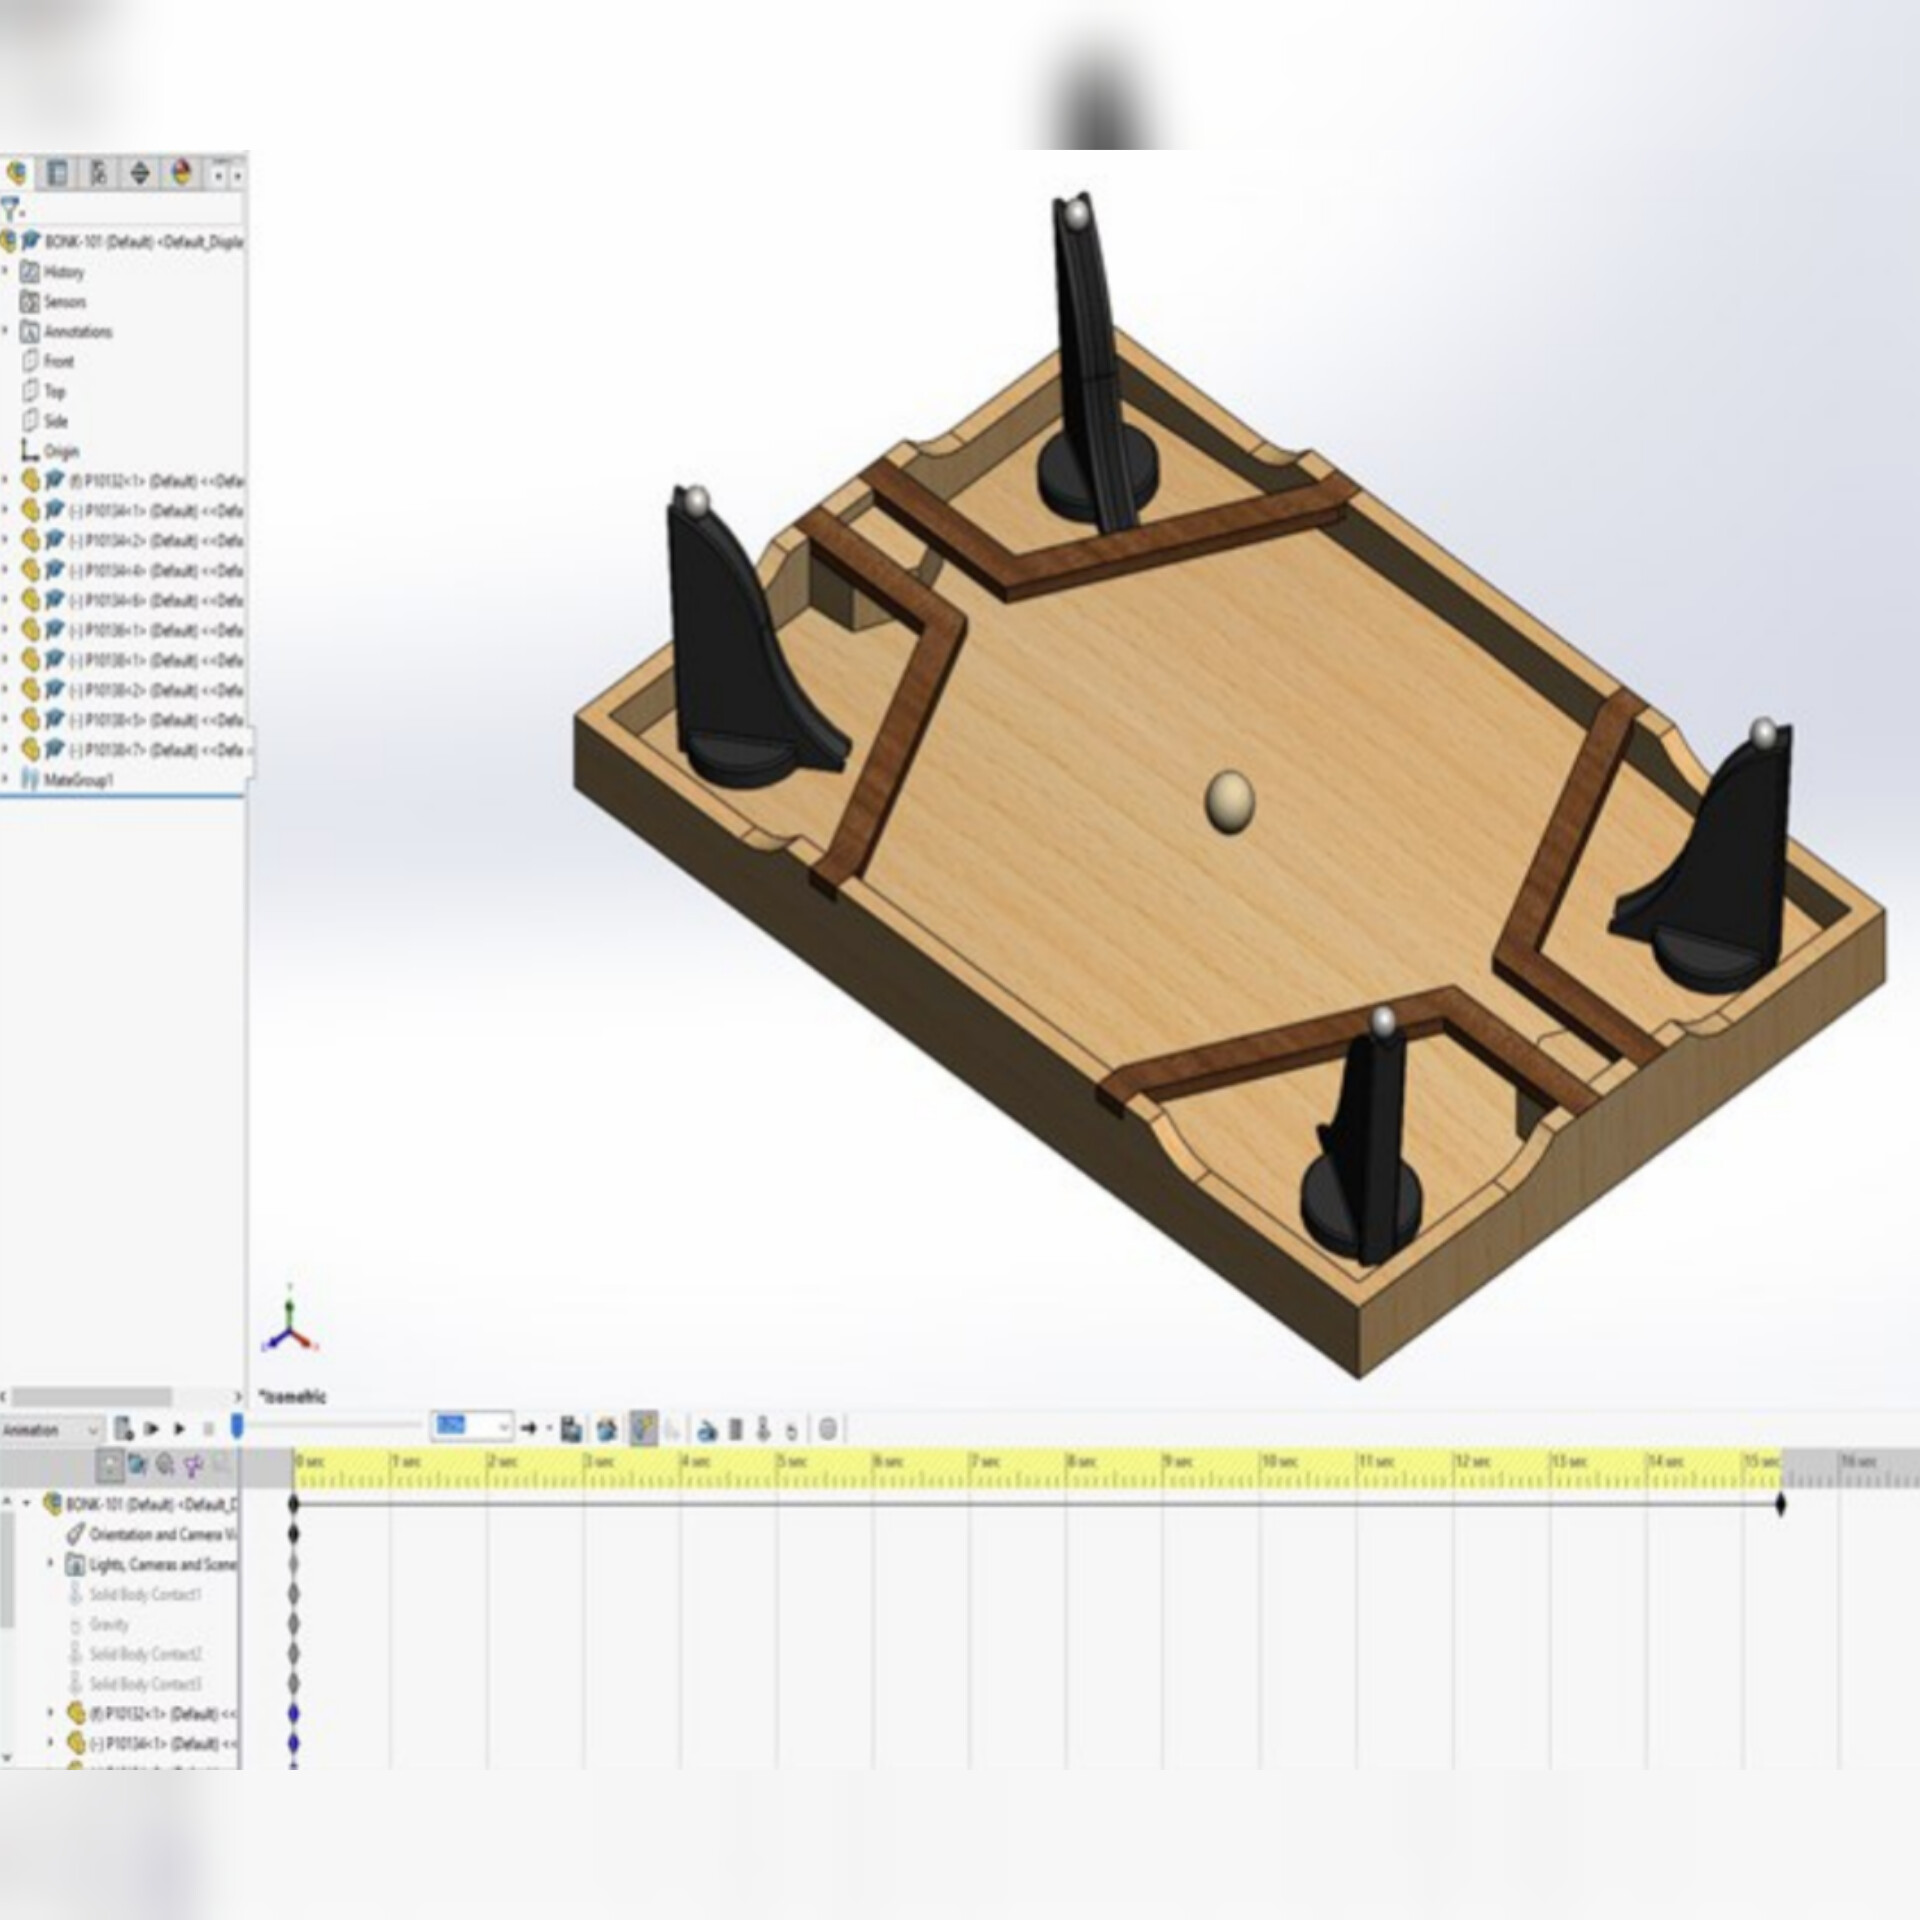 BONK-101 (Default) <Default_Displa
History
Sensors
Annotations
Front
Top
Side
Origin
(f) P10132<1> (Default) <<Defa
(-) P10134<1> (Default) <<Defa
(-) P10134<2> (Default) <<Defa
(-) P10134<4> (Default) <<Defa
(-) P10134<6> (Default) <<Defa
(-) P10136<1> (Default) <<Defa
(-) P10138<1> (Default) <<Defa
(-) P10138<2> (Default) <<Defa
(-) P10138<5> (Default) <<Defa
(-) P10138<7> (Default) <<Defa
MateGroup1
*Isometric
Animation
0 sec 1 sec 2 sec 3 sec 4 sec 5 sec 6 sec 7 sec 8 sec 9 sec 10 sec 11 sec 12 sec 13 sec 14 sec 15 sec 16 sec
BONK-101 (Default) <Default_D
Orientation and Camera Vi
Lights, Cameras and Scene
Solid Body Contact1
Gravity
Solid Body Contact2
Solid Body Contact3
(f) P10132<1> (Default) <<
(-) P10134<1> (Default) <<